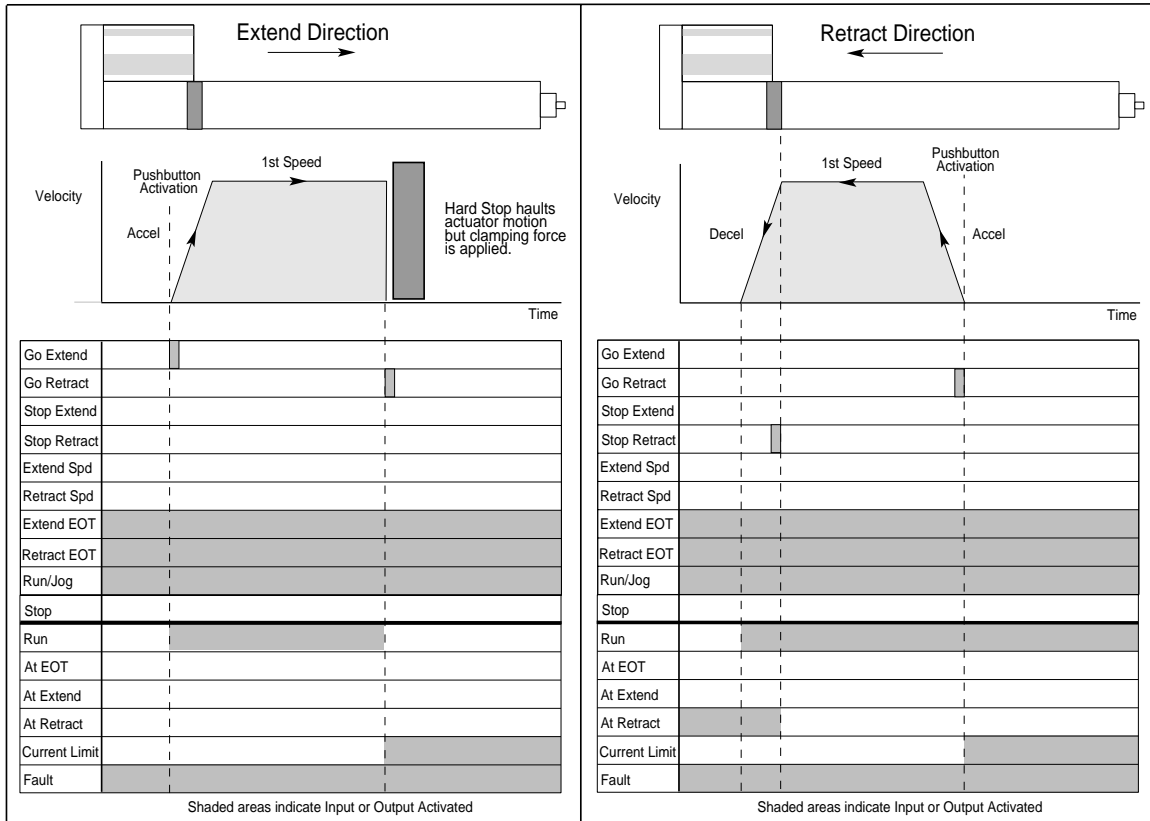 Extend Direction
1st Speed
Pushbutton
Activation
Velocity
Accel
Hard Stop haults
actuator motion
but clamping force
is applied.
Time
Go Extend
Go Retract
Stop Extend
Stop Retract
Extend Spd
Retract Spd
Extend EOT
Retract EOT
Run/Jog
Stop
Run
At EOT
At Extend
At Retract
Current Limit
Fault
Shaded areas indicate Input or Output Activated
Retract Direction
1st Speed
Pushbutton
Activation
Velocity
Decel
Accel
Time
Go Extend
Go Retract
Stop Extend
Stop Retract
Extend Spd
Retract Spd
Extend EOT
Retract EOT
Run/Jog
Stop
Run
At EOT
At Extend
At Retract
Current Limit
Fault
Shaded areas indicate Input or Output Activated